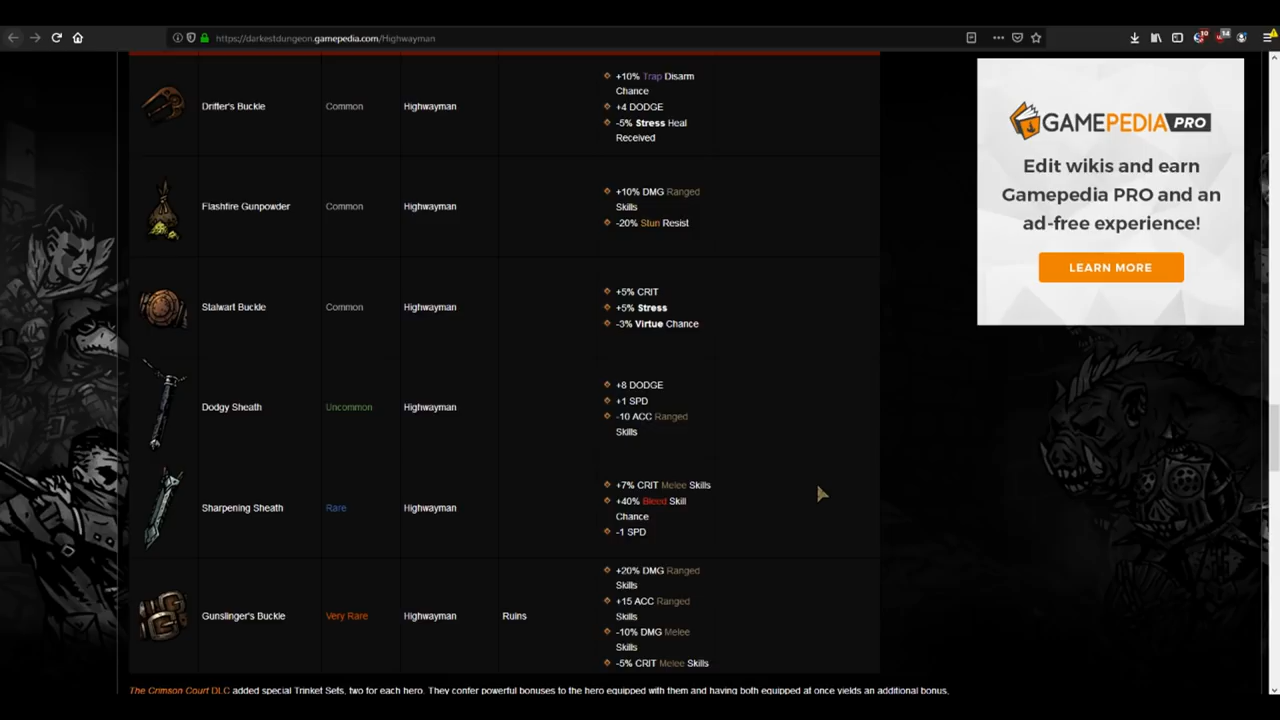 https://darkestdungeon.gamepedia.com/Highwayman
10
14
Drifter's Buckle
Common
Highwayman
+10% Trap Disarm
Chance
+4 DODGE
-5% Stress Heal
Received
Flashfire Gunpowder
Common
Highwayman
+10% DMG Ranged
Skills
-20% Stun Resist
Stalwart Buckle
Common
Highwayman
+5% CRIT
+5% Stress
-3% Virtue Chance
Dodgy Sheath
Uncommon
Highwayman
+8 DODGE
+1 SPD
-10 ACC Ranged
Skills
Sharpening Sheath
Rare
Highwayman
+7% CRIT Melee Skills
+40% Bleed Skill
Chance
-1 SPD
Gunslinger's Buckle
Very Rare
Highwayman
Ruins
+20% DMG Ranged
Skills
+15 ACC Ranged
Skills
-10% DMG Melee
Skills
-5% CRIT Melee Skills
The Crimson Court DLC added special Trinket Sets, two for each hero. They confer powerful bonuses to the hero equipped with them and having both equipped at once yields an additional bonus,
GAMEPEDIA PRO
Edit wikis and earn
Gamepedia PRO and an
ad-free experience!
LEARN MORE